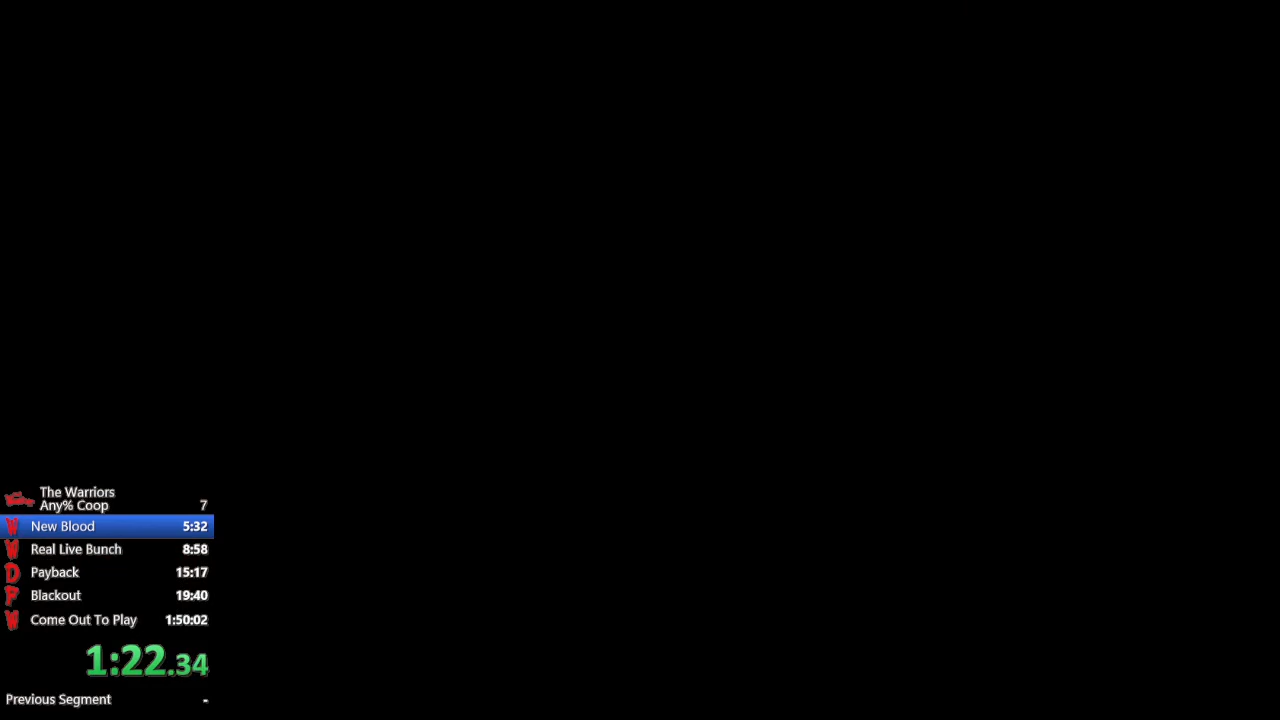 The Warriors
Any% Coop 7
W New Blood 5:32
W Real Live Bunch 8:58
D Payback 15:17
F Blackout 19:40
W Come Out To Play 1:50:02
1:22.34
Previous Segment -